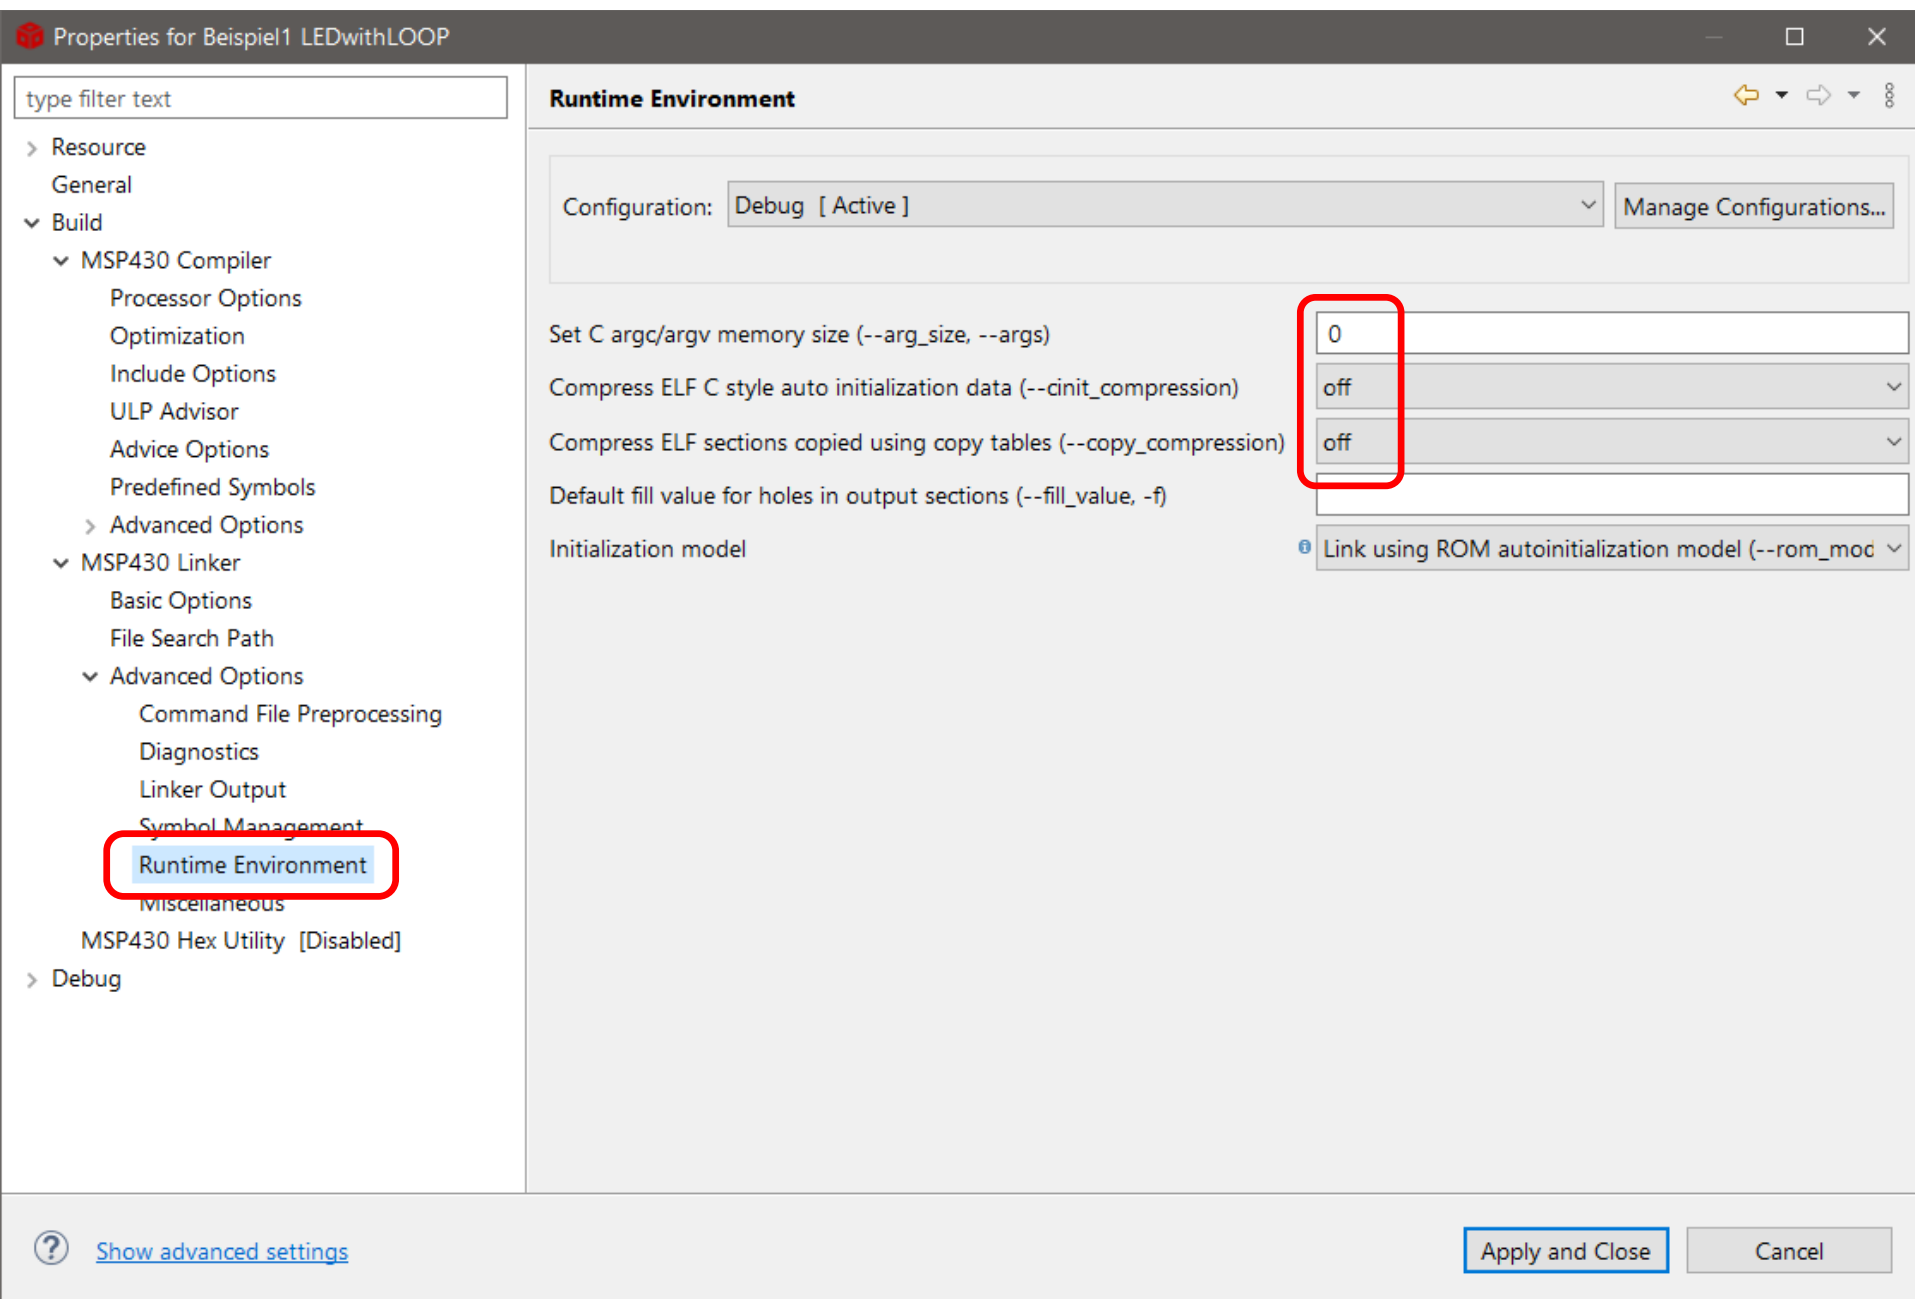 Properties for Beispiel1 LEDwithLOOP
type filter text
Resource
General
Build
MSP430 Compiler
Processor Options
Optimization
Include Options
ULP Advisor
Advice Options
Predefined Symbols
Advanced Options
MSP430 Linker
Basic Options
File Search Path
Advanced Options
Command File Preprocessing
Diagnostics
Linker Output
Symbol Management
Runtime Environment
Miscellaneous
MSP430 Hex Utility [Disabled]
Debug
Runtime Environment
Configuration: Debug [ Active ] Manage Configurations...
Set C argc/argv memory size (--arg_size, --args) 0
Compress ELF C style auto initialization data (--cinit_compression) off
Compress ELF sections copied using copy tables (--copy_compression) off
Default fill value for holes in output sections (--fill_value, -f)
Initialization model Link using ROM autoinitialization model (--rom_mod
Show advanced settings Apply and Close Cancel